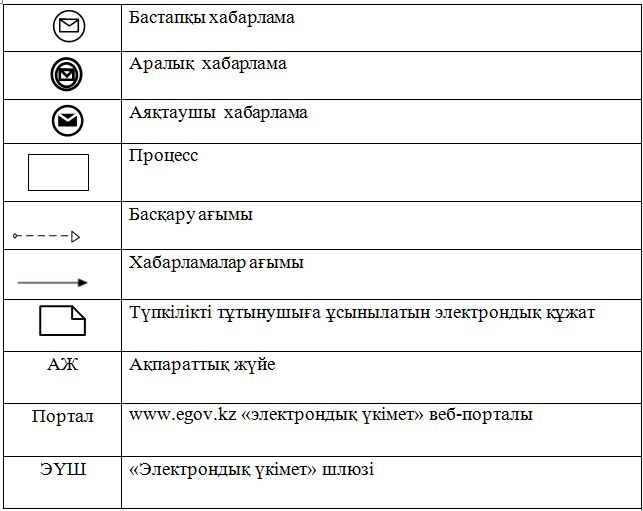 Бастапқы хабарлама
Аралық хабарлама
Аяқтаушы хабарлама
Процесс
Басқару ағымы
Хабарламалар ағымы
Түпкілікті тұтынушыға ұсынылатын электрондық құжат
АЖ Ақпараттық жүйе
Портал www.egov.kz «электрондық үкімет» веб-порталы
ЭҮШ «Электрондық үкімет» шлюзі